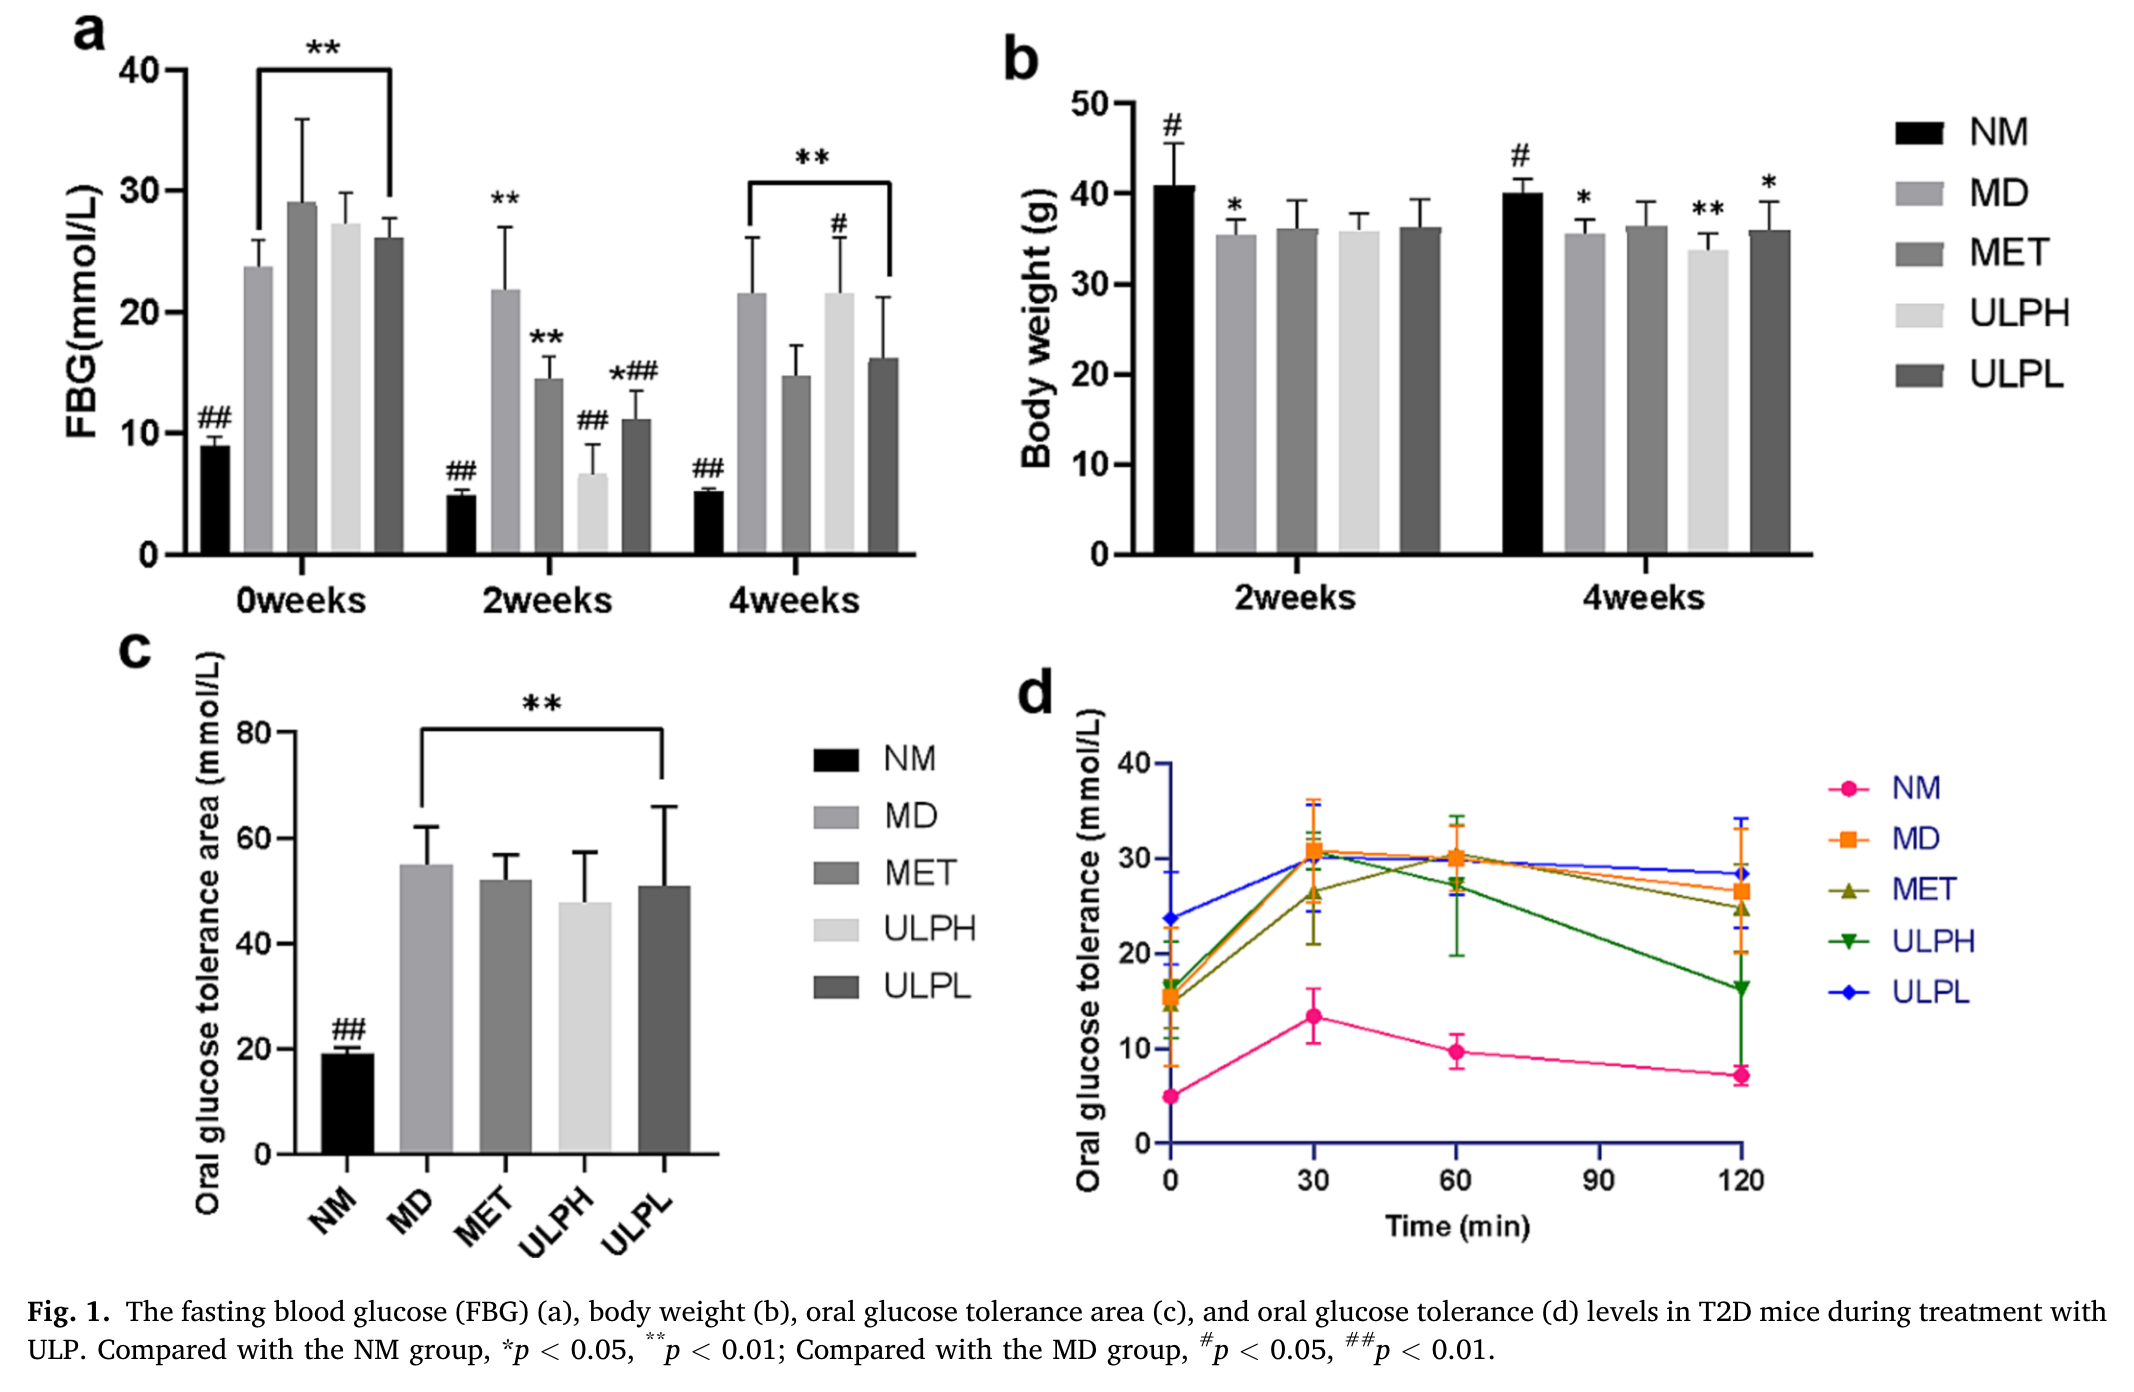 a
**
40
30
20
10
0
FBG(mmol/L)
##
##
**
**
##
*##
##
**
#
0weeks
2weeks
4weeks
b
50
40
30
20
10
0
Body weight (g)
#
*
#
*
**
*
2weeks
4weeks
NM
MD
MET
ULPH
ULPL
c
Oral glucose tolerance area (mmol/L)
80
60
40
20
0
**
##
NM
MD
MET
ULPH
ULPL
NM
MD
MET
ULPH
ULPL
d
Oral glucose tolerance (mmol/L)
40
30
20
10
0
0
30
60
90
120
Time (min)
NM
MD
MET
ULPH
ULPL
Fig. 1. The fasting blood glucose (FBG) (a), body weight (b), oral glucose tolerance area (c), and oral glucose tolerance (d) levels in T2D mice during treatment with
ULP. Compared with the NM group, *p < 0.05, **p < 0.01; Compared with the MD group, #p < 0.05, ##p < 0.01.